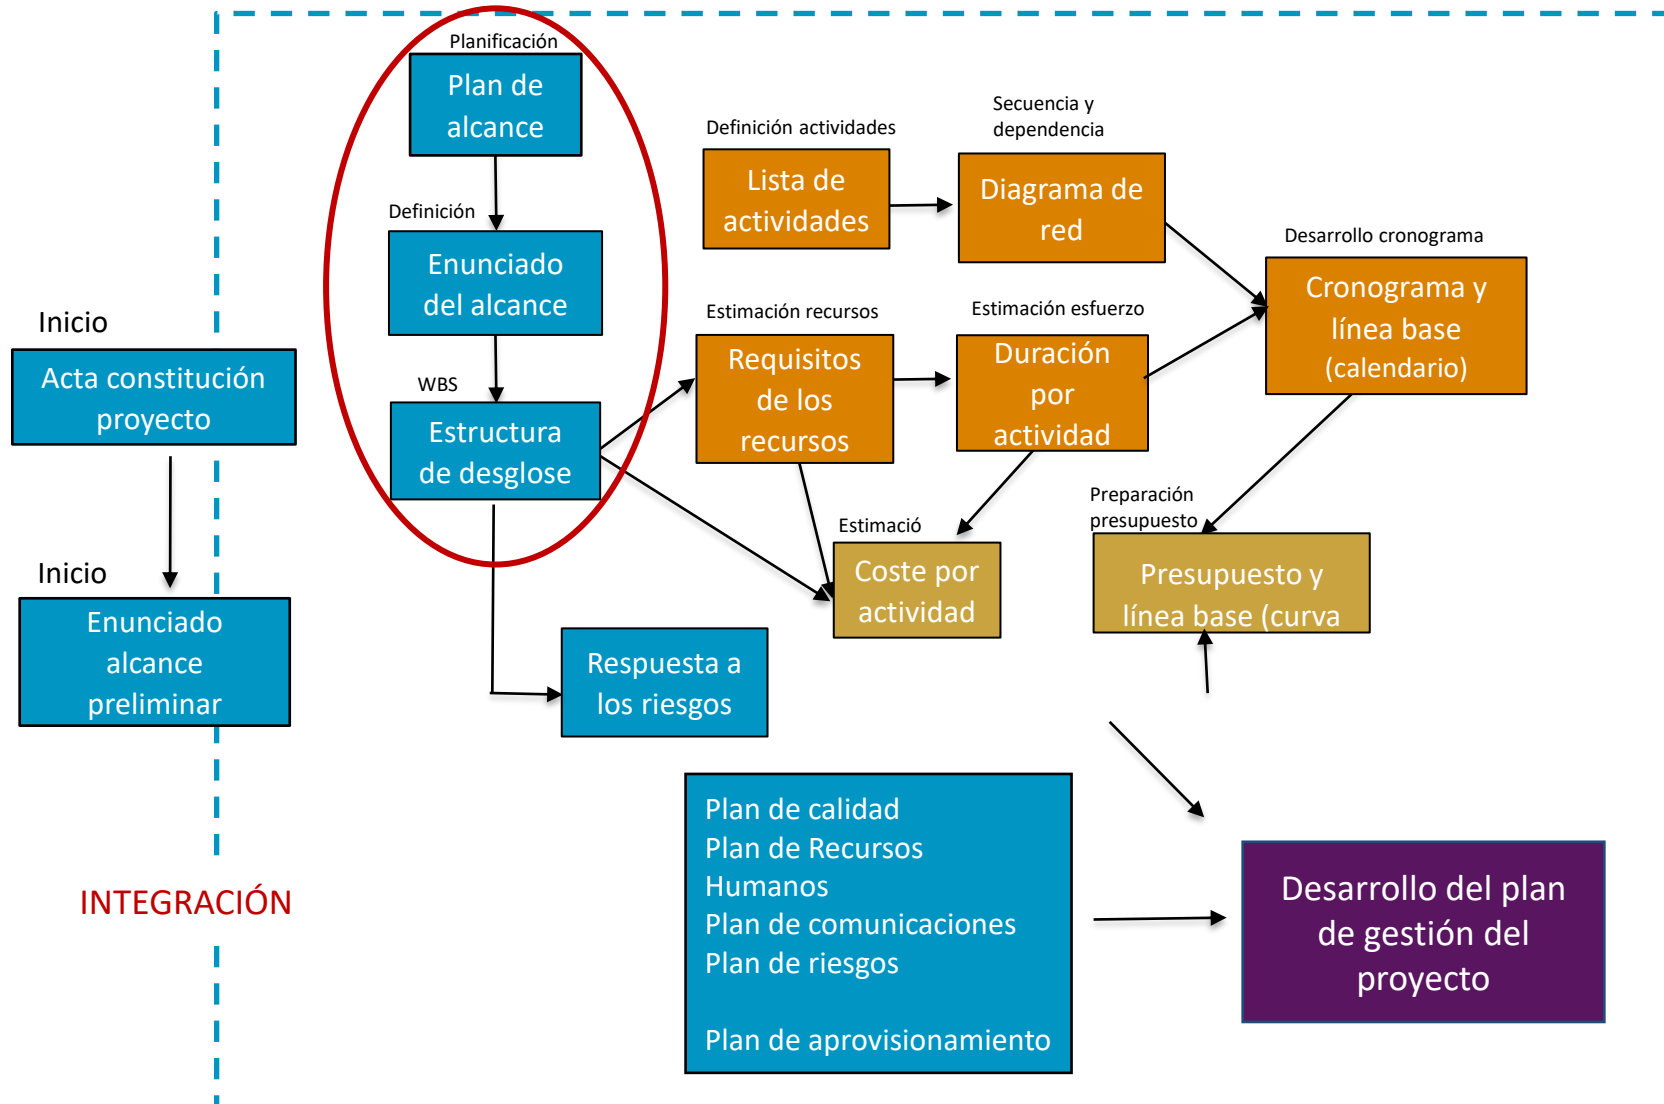 Planificación
Plan de
alcance
Definición
Enunciado
del alcance
WBS
Estructura
de desglose
Inicio
Acta constitución
proyecto
Inicio
Enunciado
alcance
preliminar
INTEGRACIÓN
Definición actividades
Lista de
actividades
Secuencia y
dependencia
Diagrama de
red
Estimación recursos
Requisitos
de los
recursos
Estimación esfuerzo
Duración
por
actividad
Desarrollo cronograma
Cronograma y
línea base
(calendario)
Estimació
Coste por
actividad
Preparación
presupuesto
Presupuesto y
línea base (curva
Respuesta a
los riesgos
Plan de calidad
Plan de Recursos
Humanos
Plan de comunicaciones
Plan de riesgos
Plan de aprovisionamiento
Desarrollo del plan
de gestión del
proyecto